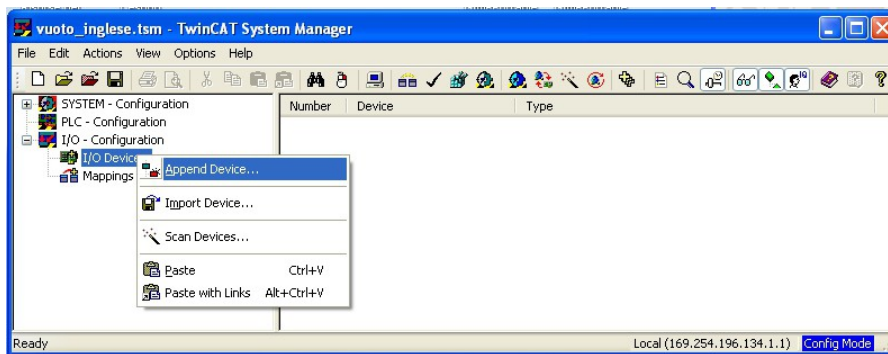 vuoto_inglese.tsm - TwinCAT System Manager
File Edit Actions View Options Help
SYSTEM - Configuration
PLC - Configuration
I/O - Configuration
I/O Device
Mappings
Number Device Type
Append Device...
Import Device...
Scan Devices...
Paste Ctrl+V
Paste with Links Alt+Ctrl+V
Ready Local (169.254.196.134.1.1) Config Mode